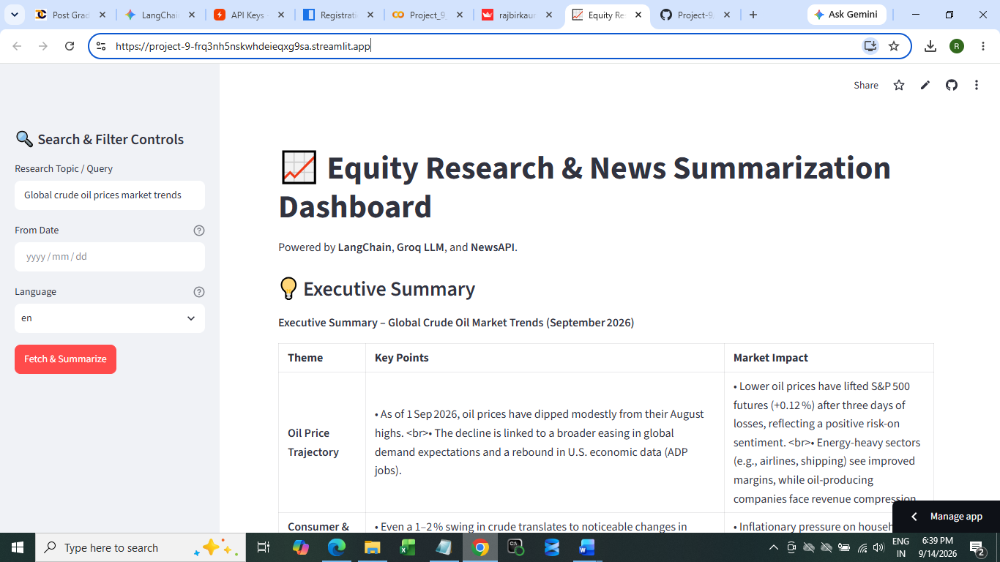 Post Grad
LangChai
API Keys
Registrati
Project_9
rajbirkaur
Equity Re
Project-9
Ask Gemini
https://project-9-frq3nh5nskwhdeieqxg9sa.streamlit.app
R
Share
🔍 Search & Filter Controls
Research Topic / Query
Global crude oil prices market trends
From Date
yyyy / mm / dd
Language
en
Fetch & Summarize
📈 Equity Research & News Summarization
Dashboard
Powered by LangChain, Groq LLM, and NewsAPI.
💡 Executive Summary
Executive Summary – Global Crude Oil Market Trends (September 2026)
Theme
Key Points
Market Impact
Oil Price
Trajectory
• As of 1 Sep 2026, oil prices have dipped modestly from their August
highs. <br>• The decline is linked to a broader easing in global
demand expectations and a rebound in U.S. economic data (ADP
jobs).
• Lower oil prices have lifted S&P 500
futures (+0.12 %) after three days of
losses, reflecting a positive risk-on
sentiment. <br>• Energy-heavy sectors
(e.g., airlines, shipping) see improved
margins, while oil-producing
companies face revenue compression
Consumer &
• Even a 1–2 % swing in crude translates to noticeable changes in
• Inflationary pressure on househ
Manage app
Type here to search
ENG
IN
6:39 PM
9/14/2026
2